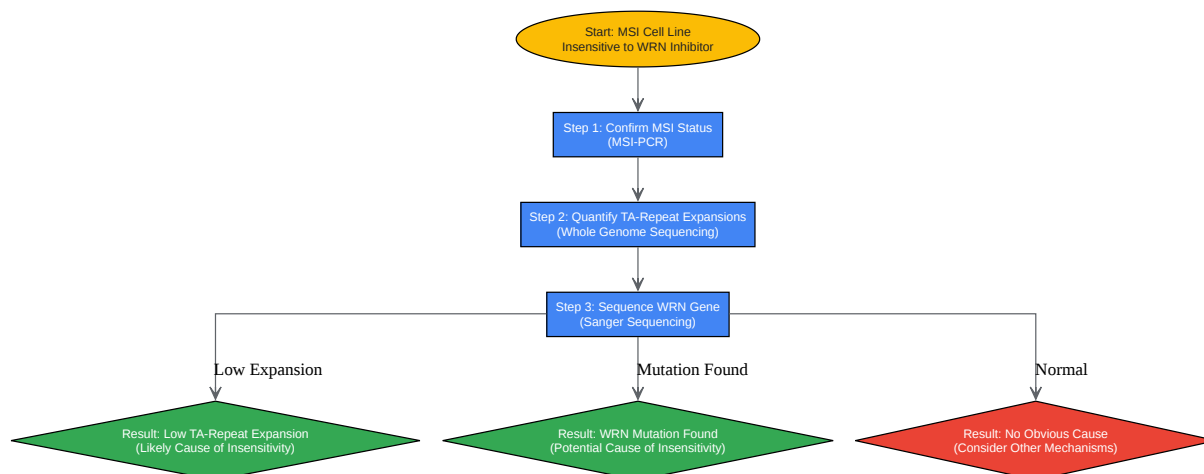 Start: MSI Cell Line
Insensitive to WRN Inhibitor
Step 1: Confirm MSI Status
(MSI-PCR)
Step 2: Quantify TA-Repeat Expansions
(Whole Genome Sequencing)
Step 3: Sequence WRN Gene
(Sanger Sequencing)
Low Expansion
Mutation Found
Normal
Result: Low TA-Repeat Expansion
(Likely Cause of Insensitivity)
Result: WRN Mutation Found
(Potential Cause of Insensitivity)
Result: No Obvious Cause
(Consider Other Mechanisms)